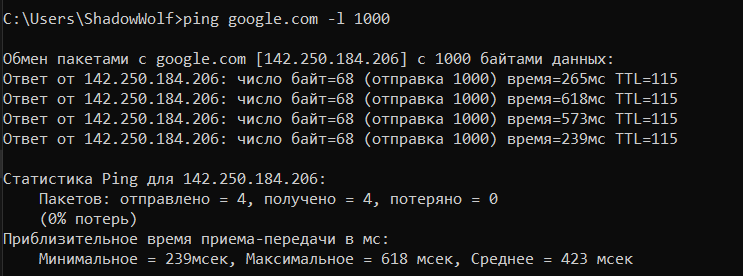 C:\Users\ShadowWolf>ping google.com -l 1000
Обмен пакетами с google.com [142.250.184.206] с 1000 байтами данных:
Ответ от 142.250.184.206: число байт=68 (отправка 1000) время=265мс TTL=115
Ответ от 142.250.184.206: число байт=68 (отправка 1000) время=618мс TTL=115
Ответ от 142.250.184.206: число байт=68 (отправка 1000) время=573мс TTL=115
Ответ от 142.250.184.206: число байт=68 (отправка 1000) время=239мс TTL=115
Статистика Ping для 142.250.184.206:
Пакетов: отправлено = 4, получено = 4, потеряно = 0
(0% потерь)
Приблизительное время приема-передачи в мс:
Минимальное = 239мсек, Максимальное = 618 мсек, Среднее = 423 мсек